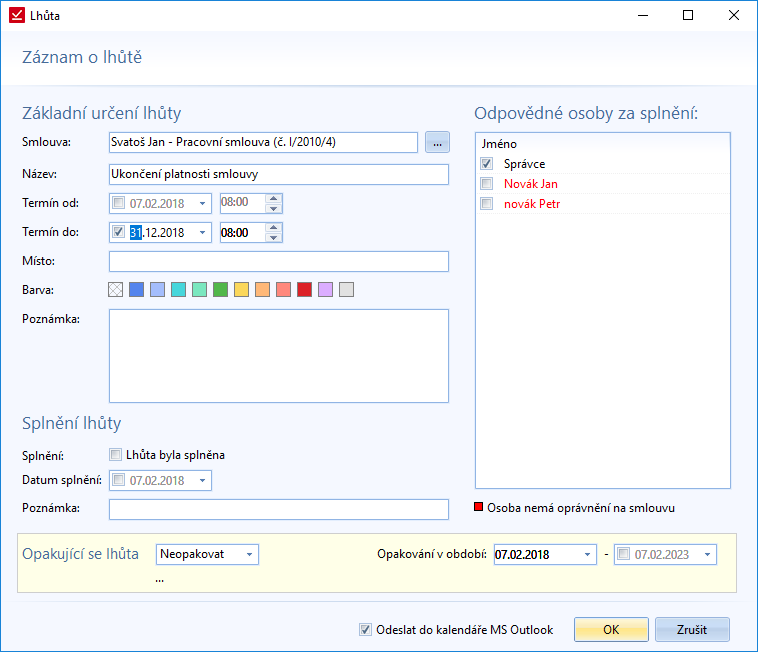 Lhůta
Záznam o lhůtě
Základní určení lhůty
Smlouva: Svatoš Jan - Pracovní smlouva (č. I/2010/4) ...
Název: Ukončení platnosti smlouvy
Termín od: 07.02.2018 08:00
Termín do: 31.12.2018 08:00
Místo:
Barva:
Poznámka:
Splnění lhůty
Splnění: Lhůta byla splněna
Datum splnění: 07.02.2018
Poznámka:
Odpovědné osoby za splnění:
Jméno
Správce
Novák Jan
novák Petr
Osoba nemá oprávnění na smlouvu
Opakující se lhůta Neopakovat Opakování v období: 07.02.2018 - 07.02.2023
...
Odeslat do kalendáře MS Outlook OK Zrušit